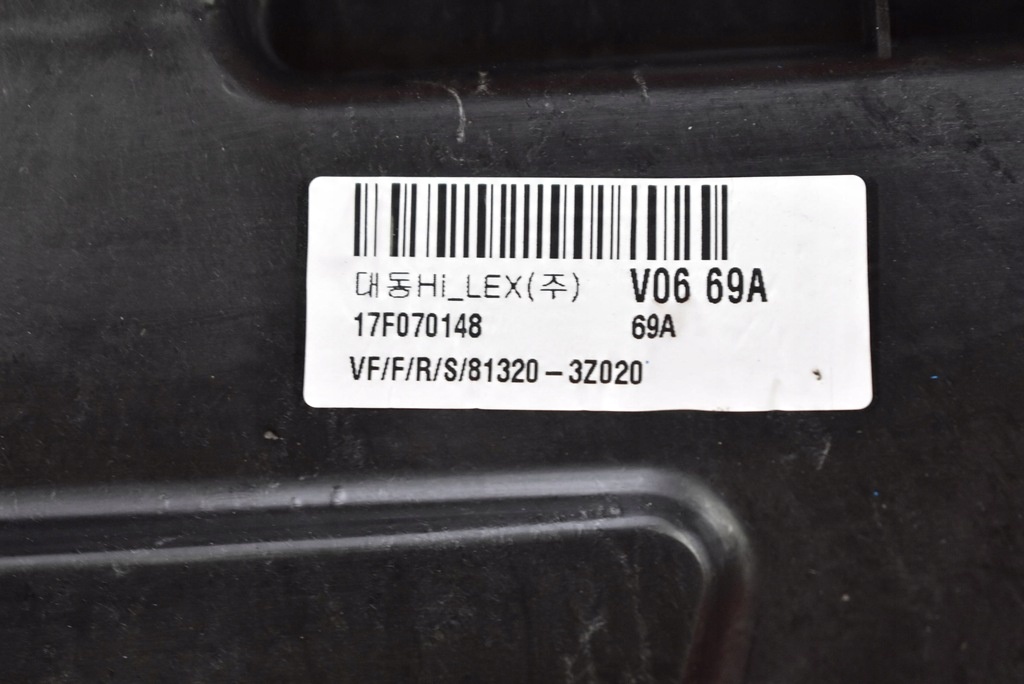 대동Hi_LEX(주) V06 69A
17F070148 69A
VF/F/R/S/81320-3Z020